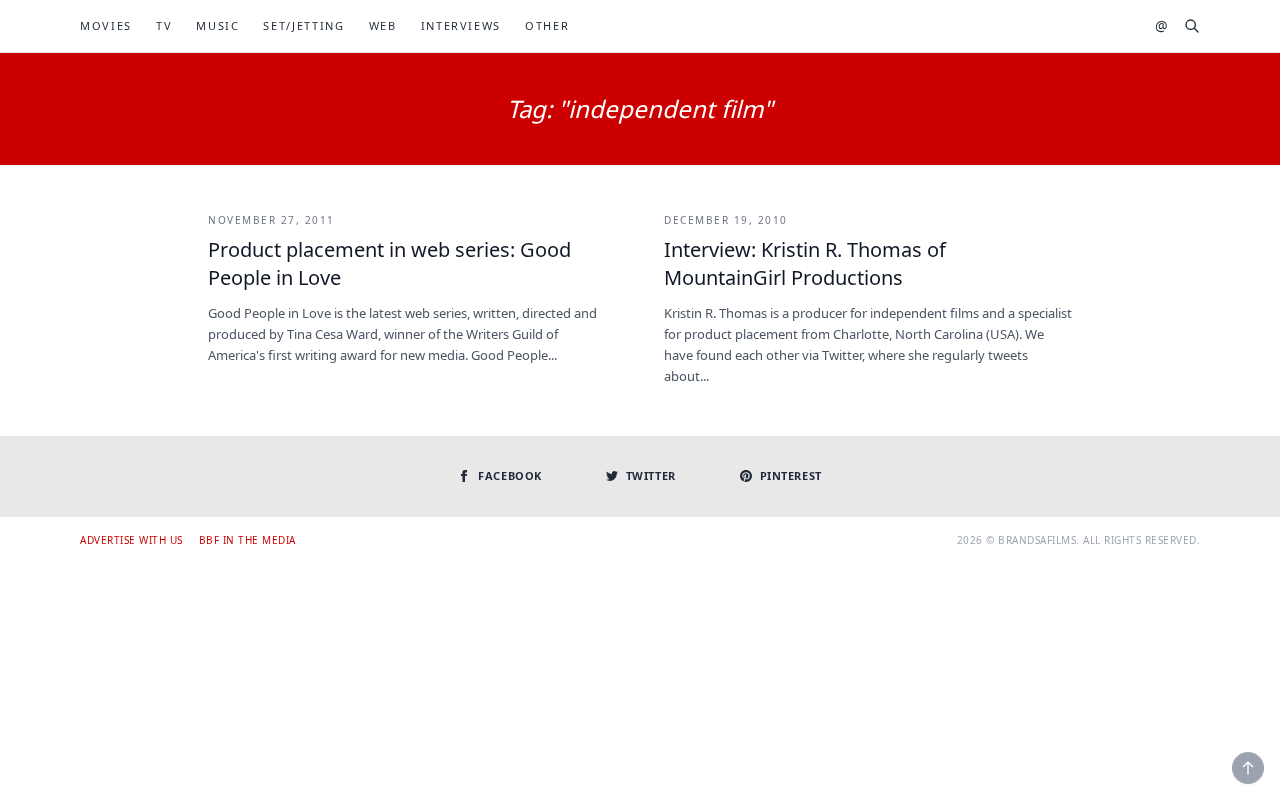 MOVIES TV MUSIC SET/JETTING WEB INTERVIEWS OTHER @
Tag: "independent film"
NOVEMBER 27, 2011
Product placement in web series: Good
People in Love
Good People in Love is the latest web series, written, directed and
produced by Tina Cesa Ward, winner of the Writers Guild of
America's first writing award for new media. Good People...
DECEMBER 19, 2010
Interview: Kristin R. Thomas of
MountainGirl Productions
Kristin R. Thomas is a producer for independent films and a specialist
for product placement from Charlotte, North Carolina (USA). We
have found each other via Twitter, where she regularly tweets
about...
FACEBOOK TWITTER PINTEREST
ADVERTISE WITH US BBF IN THE MEDIA 2026 © BRANDSAFILMS. ALL RIGHTS RESERVED.